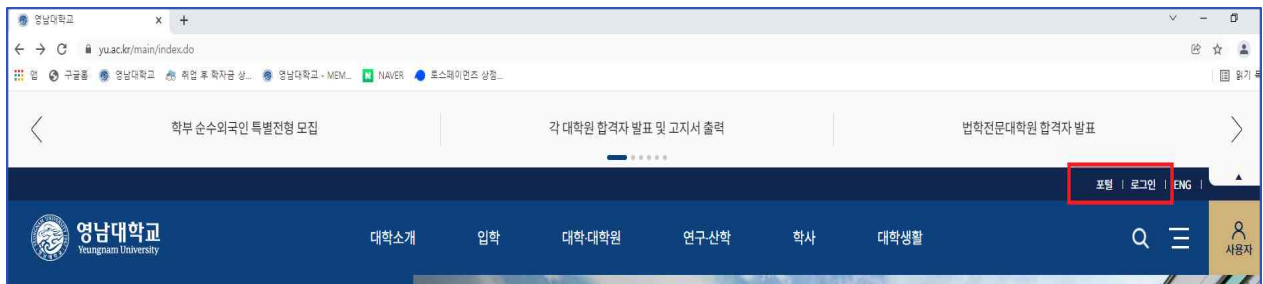 영남대학교
yu.ac.kr/main/index.do
앱 구글홈 영남대학교 취업 후 학자금 상... 영남대학교 - MEM... NAVER 토스페이먼츠 상점... 읽기
학부 순수외국인 특별전형 모집 각 대학원 합격자 발표 및 고지서 출력 법학전문대학원 합격자 발표
포털 | 로그인 | ENG |
영남대학교 대학소개 입학 대학·대학원 연구·산학 학사 대학생활
Yeungnam University 사용자